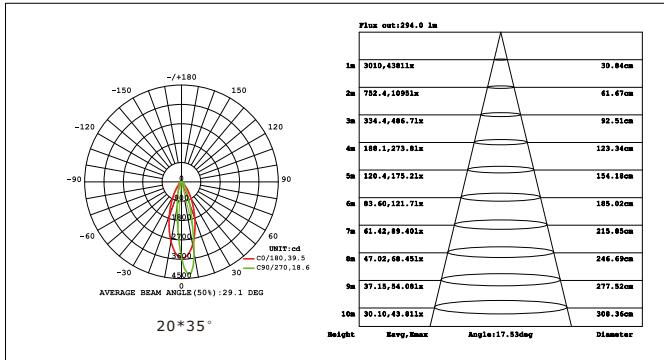 -/+180
-150
150
-120
120
-90
90
-60
60
-30
30
0
0
900
1800
2700
3600
4500
UNIT:cd
C0/180,39.5
C90/270,18.6
AVERAGE BEAM ANGLE(50%):29.1 DEG
20*35°
Flux out:294.0 lm
1m 3010,4381lx 30.84cm
2m 752.4,1095lx 61.67cm
3m 334.4,486.7lx 92.51cm
4m 188.1,273.8lx 123.34cm
5m 120.4,175.2lx 154.18cm
6m 83.60,121.7lx 185.02cm
7m 61.42,89.40lx 215.85cm
8m 47.02,68.45lx 246.69cm
9m 37.15,54.08lx 277.52cm
10m 30.10,43.81lx 308.36cm
Height Eavg,Emax Angle:17.53deg Diameter